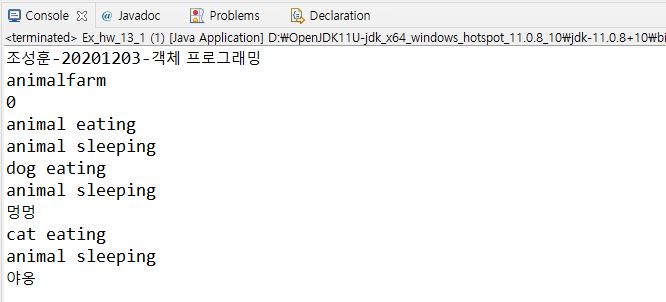 Console Javadoc Problems Declaration
<terminated> Ex_hw_13_1 (1) [Java Application] D:₩OpenJDK11U-jdk_x64_windows_hotspot_11.0.8_10₩jdk-11.0.8+10₩bi
조성훈-20201203-객체 프로그래밍
animalfarm
0
animal eating
animal sleeping
dog eating
animal sleeping
멍멍
cat eating
animal sleeping
야옹